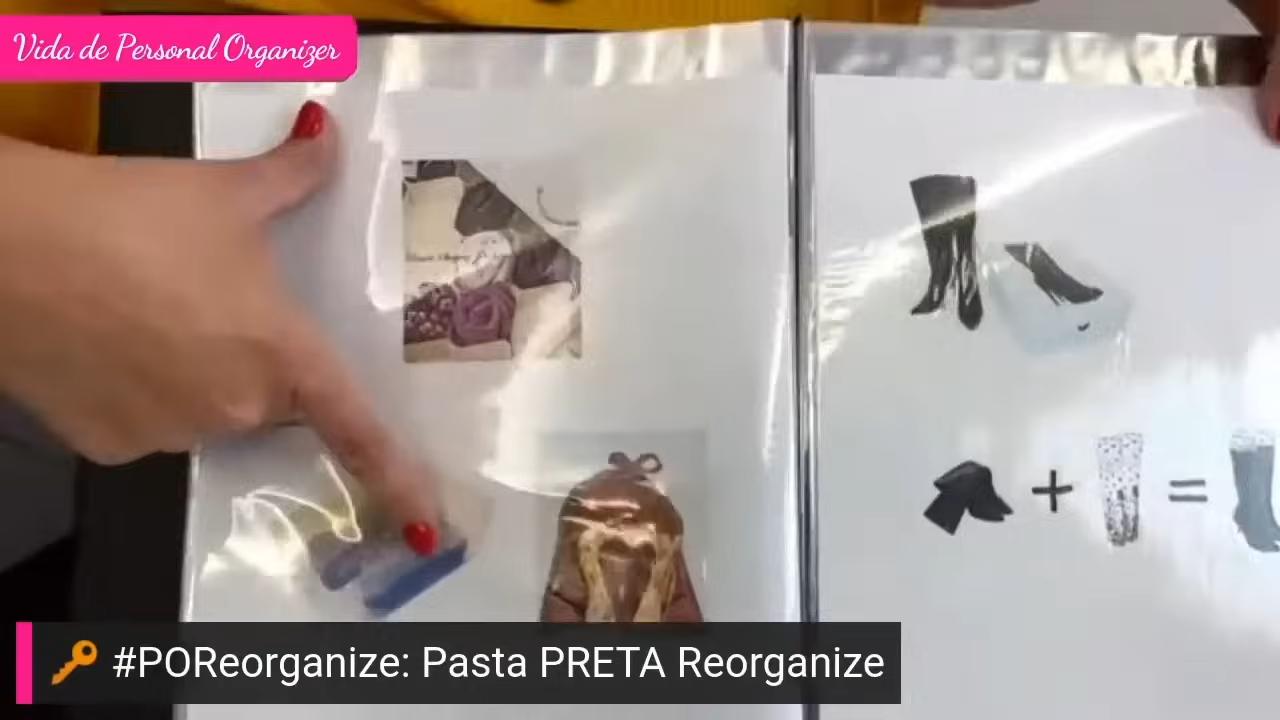 Vida de Personal Organizer
+ =
🔑 #POReorganize: Pasta PRETA Reorganize